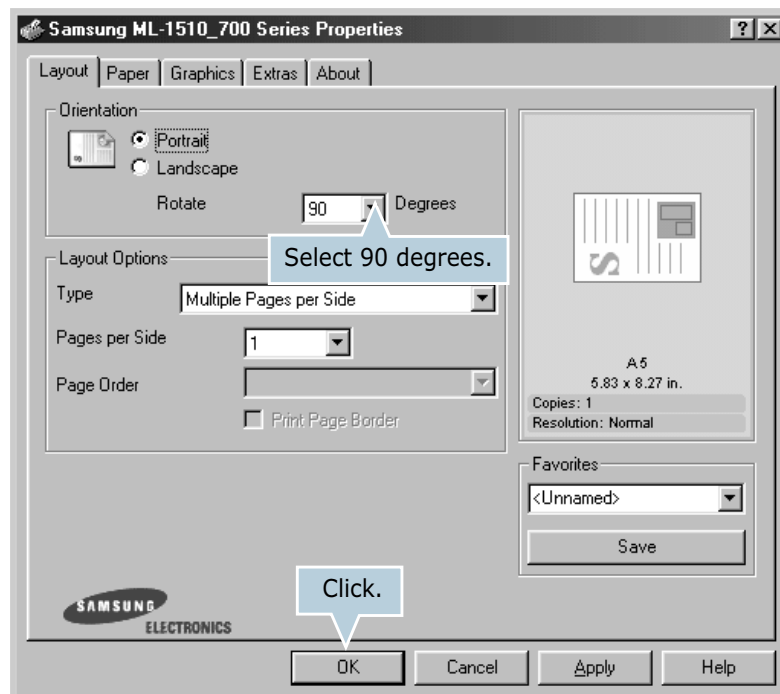 Samsung ML-1510_700 Series Properties
Layout Paper Graphics Extras About
Orientation
Portrait
Landscape
Rotate 90 Degrees
Select 90 degrees.
Layout Options
Type Multiple Pages per Side
Pages per Side 1
Page Order
Print Page Border
A5
5.83 x 8.27 in.
Copies: 1
Resolution: Normal
Favorites
<Unnamed>
Save
SAMSUNG
ELECTRONICS
Click.
OK Cancel Apply Help